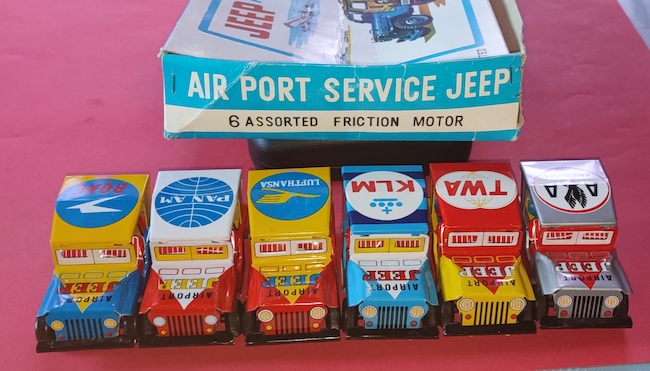 JEEP
AIR PORT SERVICE JEEP
6 ASSORTED FRICTION MOTOR
BOAC
PAN AM
LUFTHANSA
KLM
TWA
AA
JEEP
AIRPORT
JEEP
AIRPORT
JEEP
AIRPORT
JEEP
AIRPORT
JEEP
AIRPORT
JEEP
AIRPORT